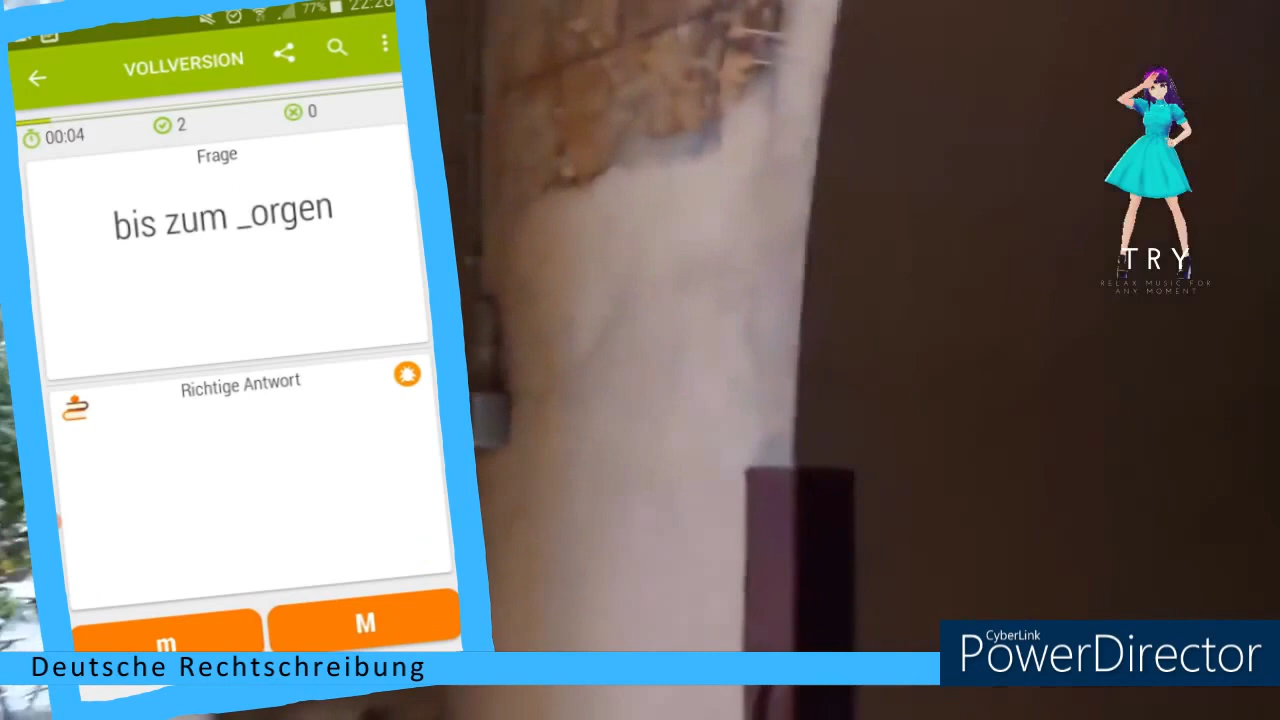 77% 22:26
VOLLVERSION
00:04 2 0
Frage
bis zum _orgen
Richtige Antwort
m M
Deutsche Rechtschreibung
TRY
RELAX MUSIC FOR
ANY MOMENT
CyberLink
PowerDirector